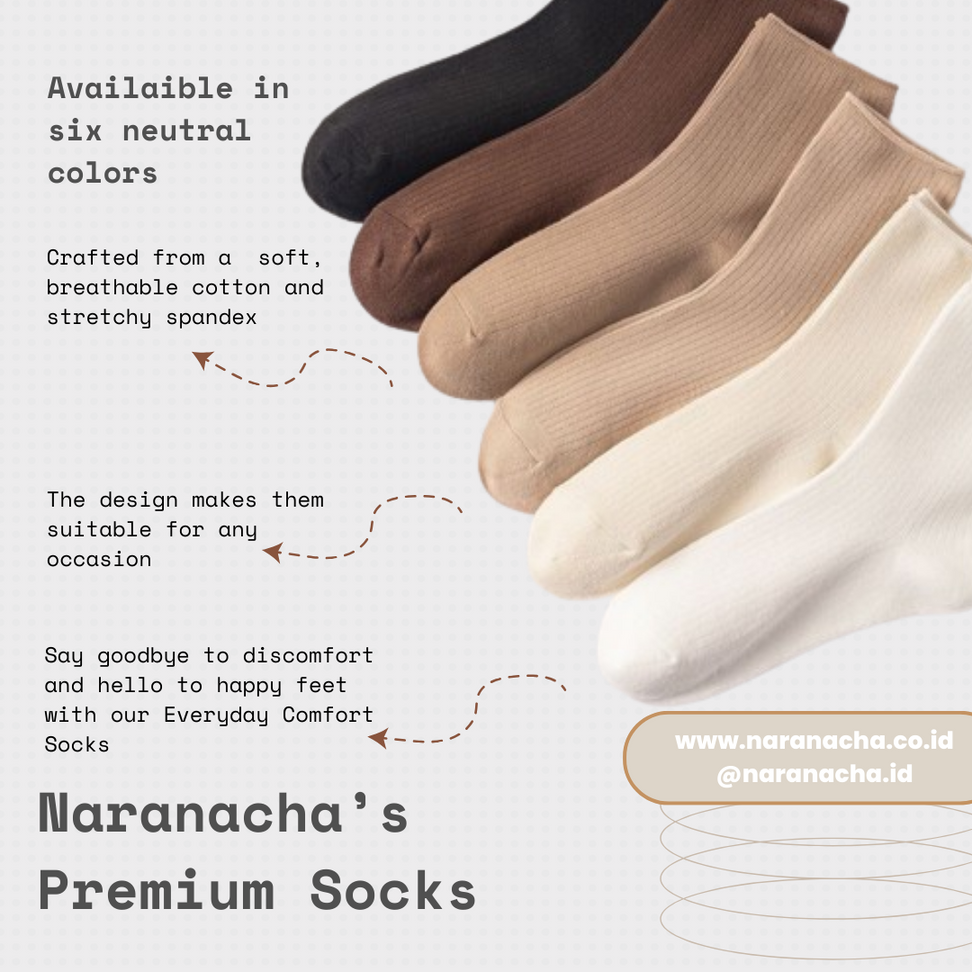 Availaible in
six neutral
colors
Crafted from a  soft,
breathable cotton and
stretchy spandex
The design makes them
suitable for any
occasion
Say goodbye to discomfort
and hello to happy feet
with our Everyday Comfort
Socks
Naranacha's
Premium Socks
www.naranacha.co.id
@naranacha.id